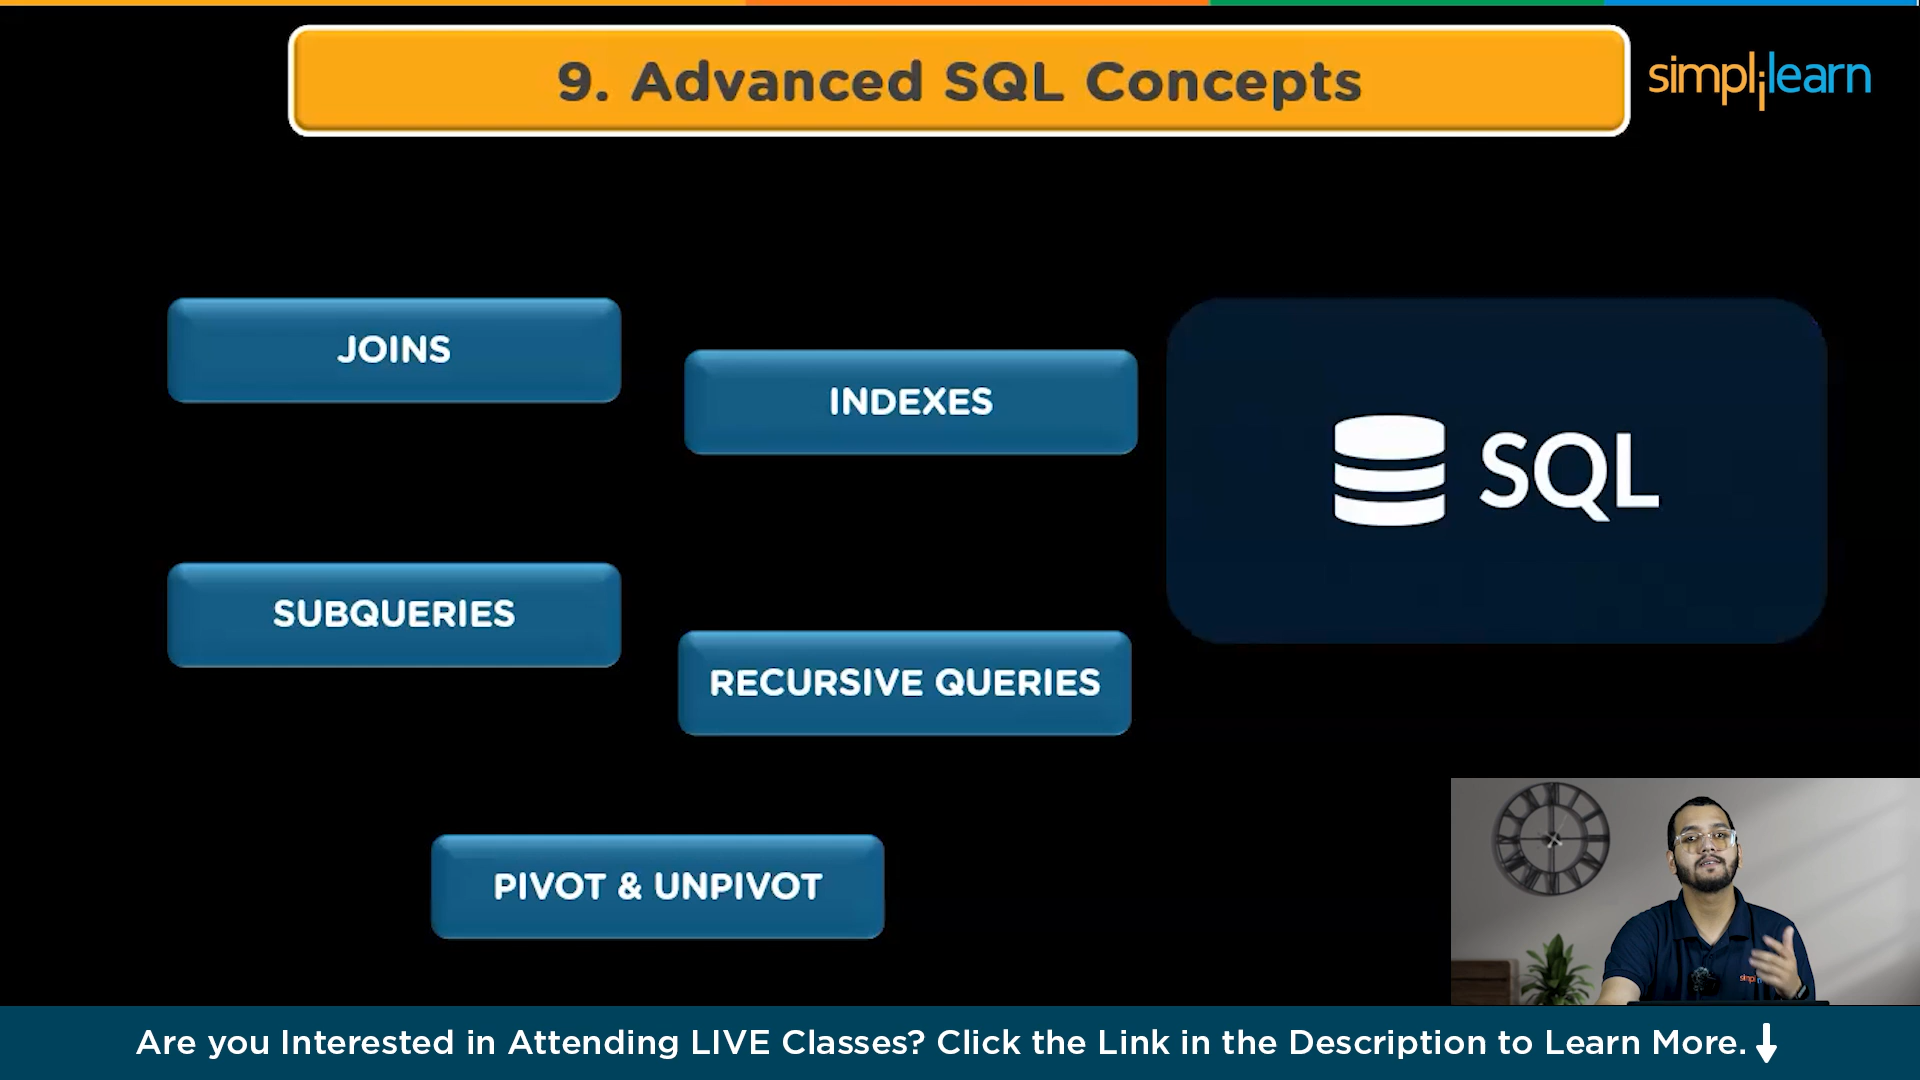 9. Advanced SQL Concepts
simplilearn
JOINS
INDEXES
SQL
SUBQUERIES
RECURSIVE QUERIES
PIVOT & UNPIVOT
Are you Interested in Attending LIVE Classes? Click the Link in the Description to Learn More.